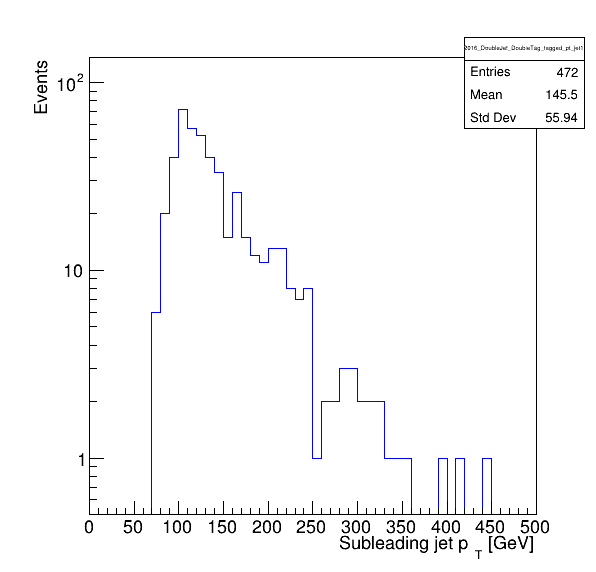 2016_DoubleJet_DoubleTag_tagged_pt_jet1
Entries 472
Mean 145.5
Std Dev 55.94
Events
10²
10
1
0 50 100 150 200 250 300 350 400 450 500
Subleading jet p T [GeV]